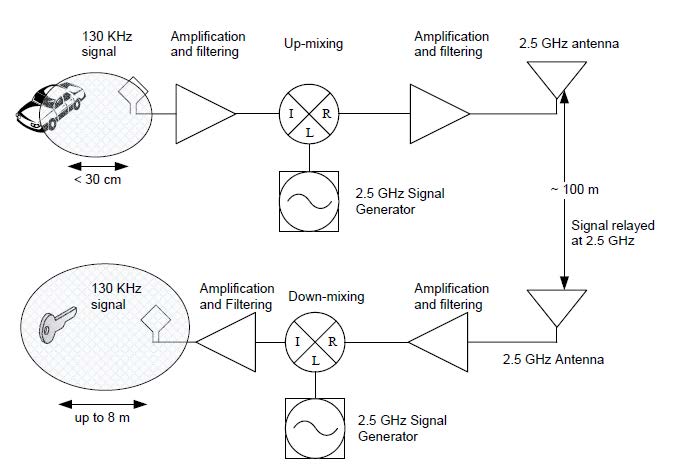 130 KHz
signal
Amplification
and filtering
Up-mixing
Amplification
and filtering
2.5 GHz antenna
I R
L
< 30 cm
2.5 GHz Signal
Generator
~ 100 m
Signal relayed
at 2.5 GHz
130 KHz
signal
Amplification
and Filtering
Down-mixing
Amplification
and filtering
I R
L
2.5 GHz Antenna
up to 8 m
2.5 GHz Signal
Generator